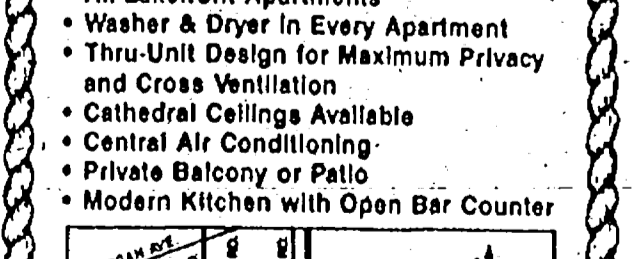 • Washer & Dryer in Every Apartment
• Thru-Unit Design for Maximum Privacy
and Cross Ventilation
• Cathedral Ceilings Available
• Central Air Conditioning
• Private Balcony or Patio
• Modern Kitchen with Open Bar Counter
AVE.